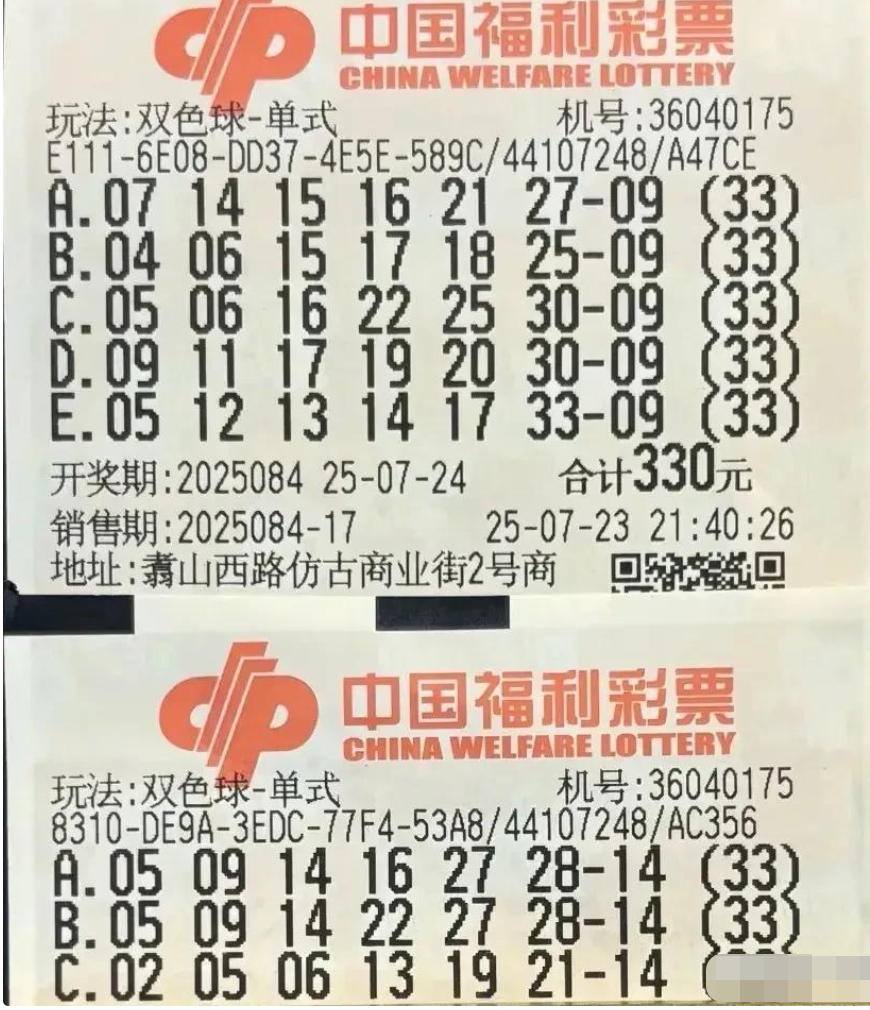 中国福利彩票
CHINA WELFARE LOTTERY
玩法:双色球-单式 机号:36040175
E111-6E08-DD37-4E5E-589C/44107248/A47CE
A.07 14 15 16 21 27-09 (33)
B.04 06 15 17 18 25-09 (33)
C.05 06 16 22 25 30-09 (33)
D.09 11 17 19 20 30-09 (33)
E.05 12 13 14 17 33-09 (33)
开奖期:2025084 25-07-24 合计330元
销售期:2025084-17 25-07-23 21:40:26
地址:翥山西路仿古商业街2号商
中国福利彩票
CHINA WELFARE LOTTERY
玩法:双色球-单式 机号:36040175
8310-DE9A-3EDC-77F4-53A8/44107248/AC356
A.05 09 14 16 27 28-14 (33)
B.05 09 14 22 27 28-14 (33)
C.02 05 06 13 19 21-14